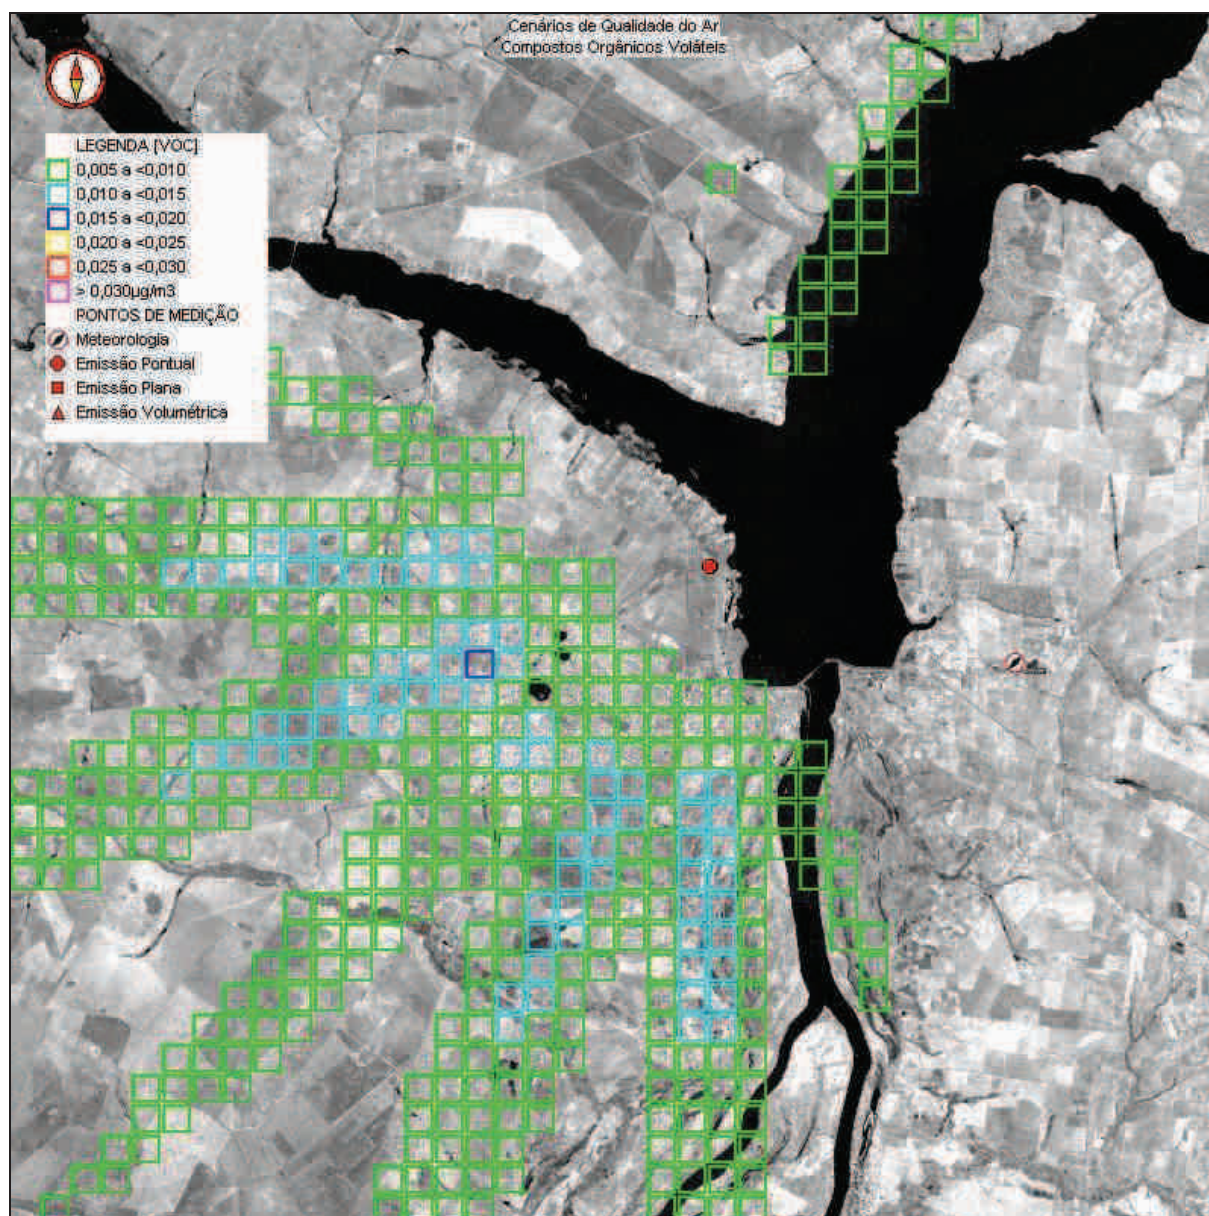 Cenários de Qualidade do Ar
Compostos Orgânicos Voláteis
LEGENDA [VOC]
0,005 a <0,010
0,010 a <0,015
0,015 a <0,020
0,020 a <0,025
0,025 a <0,030
> 0,030µg/m3
PONTOS DE MEDIÇÃO
Meteorologia
Emissão Pontual
Emissão Plana
Emissão Volumétrica